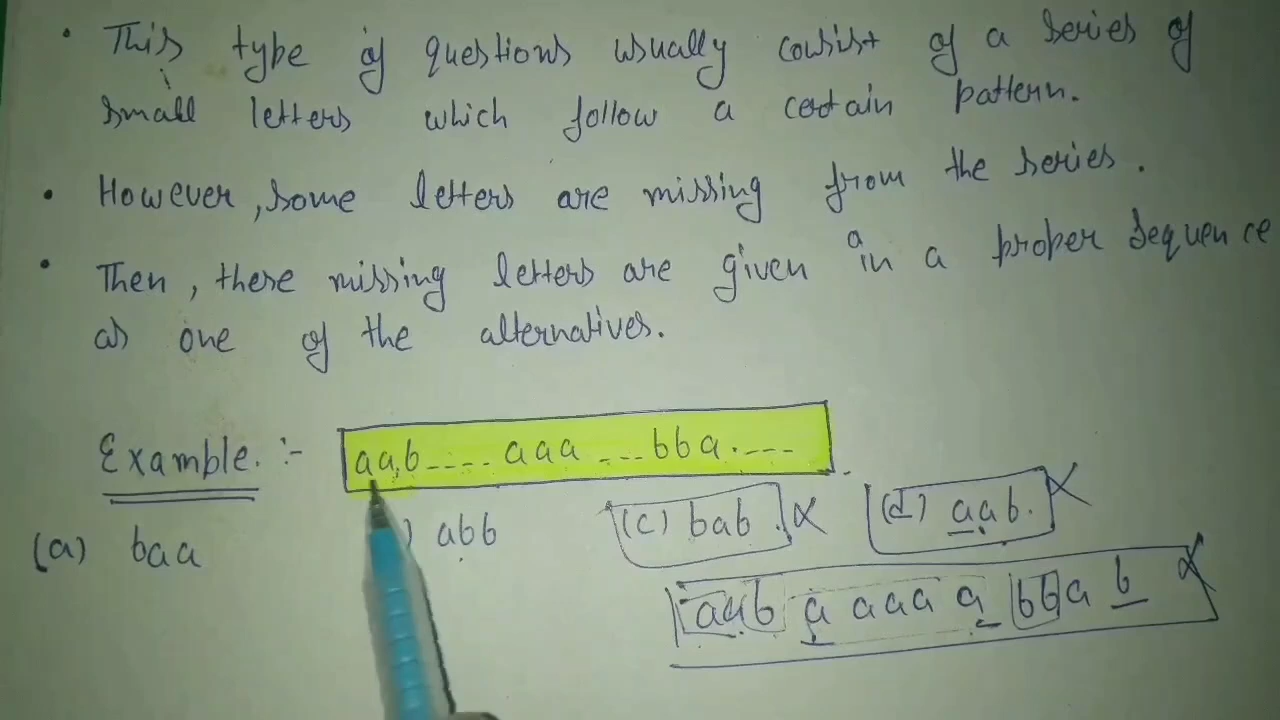 • This type of questions usually cosist of a series of
small letters which follow a certain pattern.
• However, some letters are missing from the series.
• Then, these missing letters are given in a proper sequence
a
as one of the alternatives.
Examble. :- aab---- aaa ---bba----
(a) baa ) abb (c) bab. (d) aab.
aab a aaa a bba b